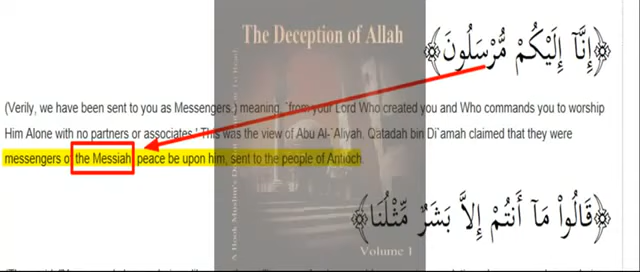 The Deception of Allah
﴿إِنَّآ إِلَيْكُمْ مُّرْسَلُونَ﴾
(Verily, we have been sent to you as Messengers.) meaning, `from your Lord Who created you and Who commands you to worship
Him Alone with no partners or associates.' This was the view of Abu Al-`Aliyah. Qatadah bin Di`amah claimed that they were
messengers of the Messiah, peace be upon him, sent to the people of Antioch.
﴿قَالُوا مَآ أَنتُمْ إِلاَّ بَشَرٌ مِّثْلُنَا﴾
Volume 1